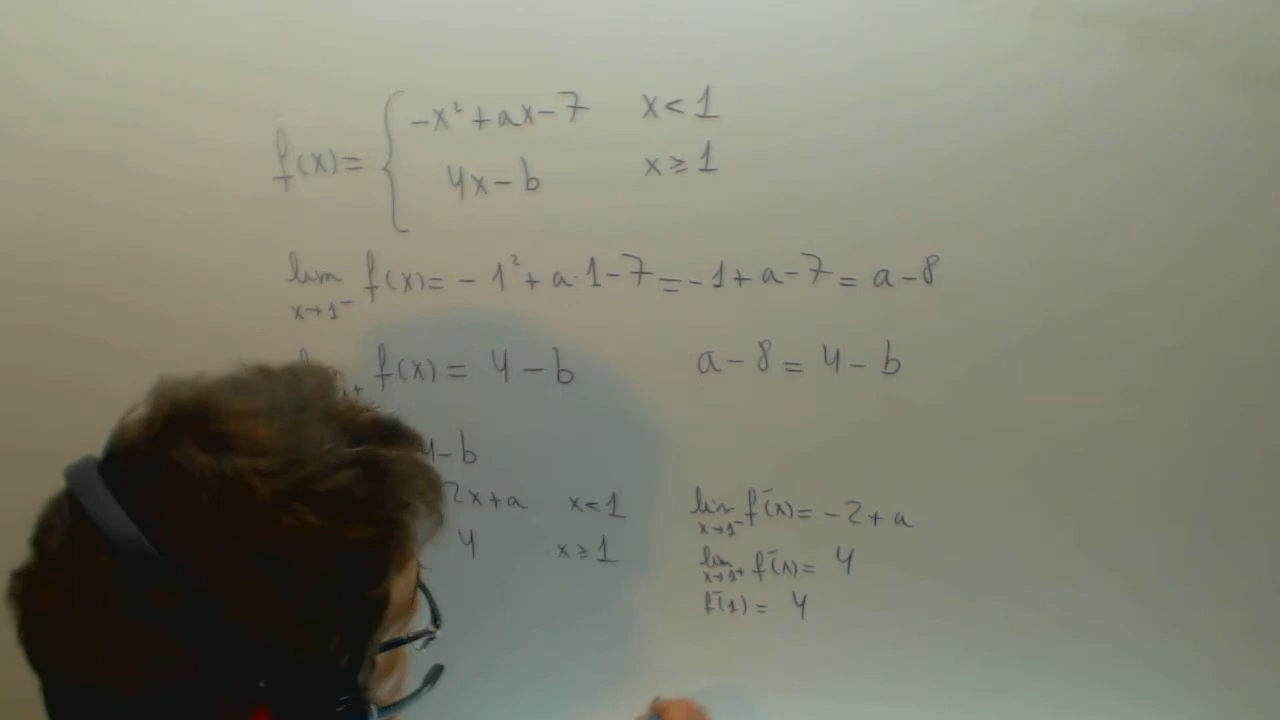 f(x)= { -x²+ax-7 x<1
4x-b x≥1
lim x→1⁻ f(x)= -1²+a·1-7=-1+a-7=a-8
f(x)= 4-b a-8=4-b
4-b
2x+a x<1 lim x→1⁻ f'(x)= -2+a
4 x≥1 lim x→1⁺ f'(x)= 4
f'(1)= 4